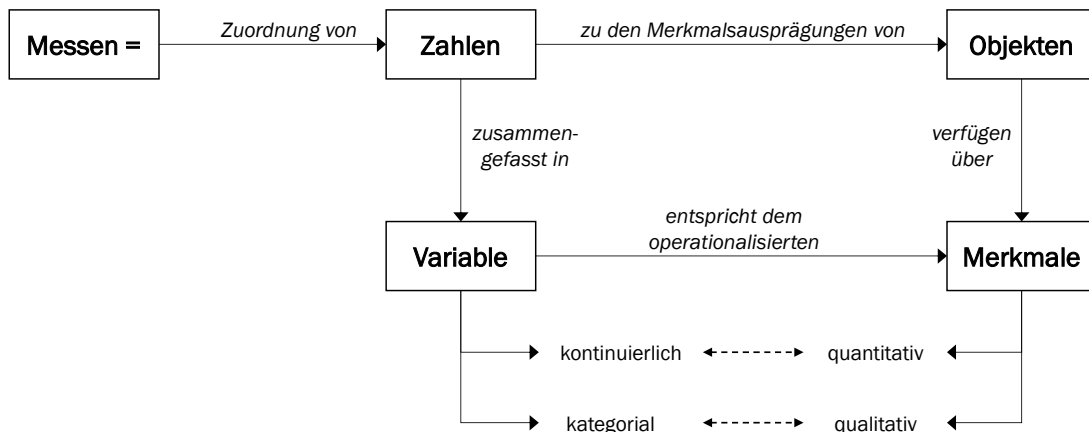 Messen =
Zuordnung von
Zahlen
zu den Merkmalsausprägungen von
Objekten
zusammen-
gefasst in
verfügen
über
Variable
entspricht dem
operationalisierten
Merkmale
kontinuierlich
quantitativ
kategorial
qualitativ